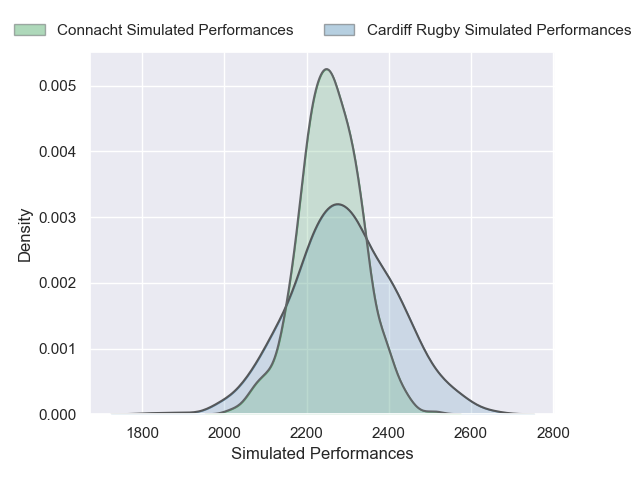 Connacht Simulated Performances Cardiff Rugby Simulated Performances
0.005
0.004
0.003
0.002
0.001
0.000
Density
1800 2000 2200 2400 2600 2800
Simulated Performances